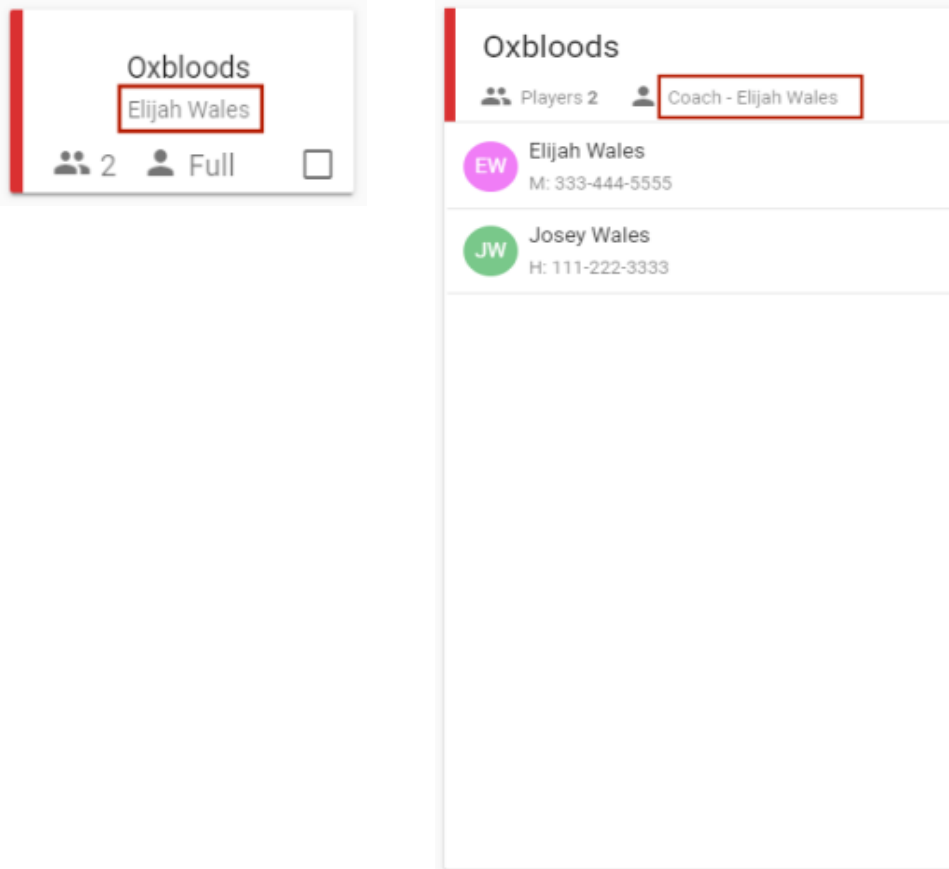 Oxbloods
Elijah Wales
2 Full
Oxbloods
Players 2 Coach - Elijah Wales
EW
Elijah Wales
M: 333-444-5555
JW
Josey Wales
H: 111-222-3333